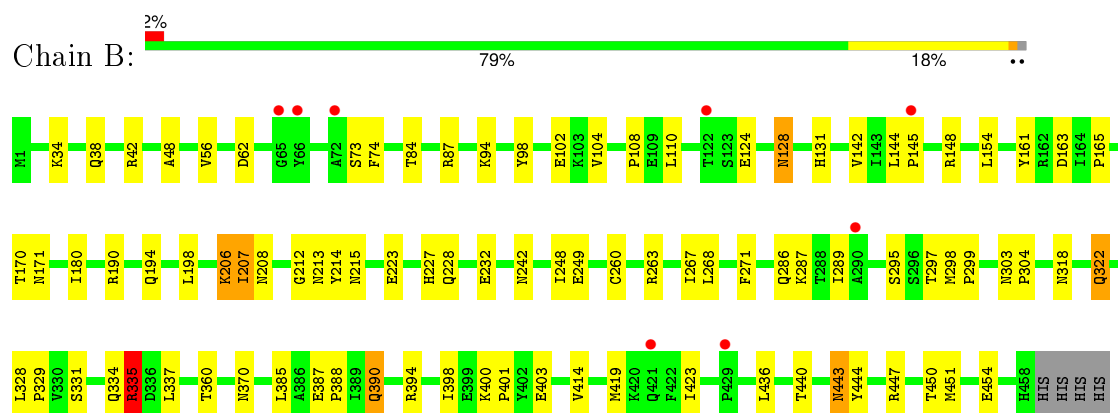 2%
Chain B:
79% 18% ••
M1 K34 Q38 R42 A48 V56 D62 G65 Y66 A72 S73 F74 T84 R87 K94 Y98 E102 K103 V104 P108 E109 L110 T122 S123 E124 N128 H131 V142 I143 L144 P145 R148 L154 Y161 R162 D163 I164 P165
T170 N171 I180 R190 Q194 L198 K206 I207 N208 G212 N213 Y214 N215 E223 H227 Q228 E232 N242 I248 E249 C260 R263 I267 L268 F271 Q286 K287 T288 I289 A290 S295 S296 T297 M298 P299 N303 P304 N318 Q322
L328 P329 V330 S331 Q334 R335 D336 L337 T360 N370 L385 A386 E387 P388 I389 Q390 R394 I398 E399 K400 P401 Y402 E403 V414 M419 K420 Q421 F422 I423 P429 L436 T440 N443 Y444 R447 T450 M451 E454 H458 HIS HIS HIS HIS